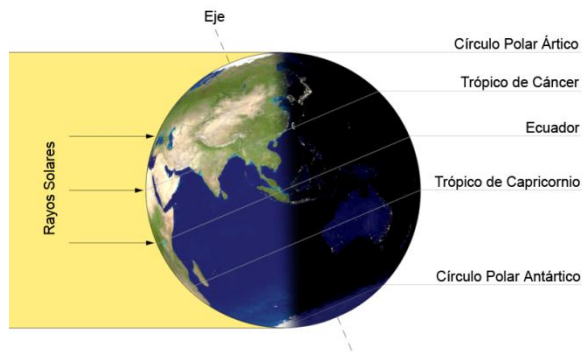 Eje
Círculo Polar Ártico
Trópico de Cáncer
Ecuador
Trópico de Capricornio
Círculo Polar Antártico
Rayos Solares